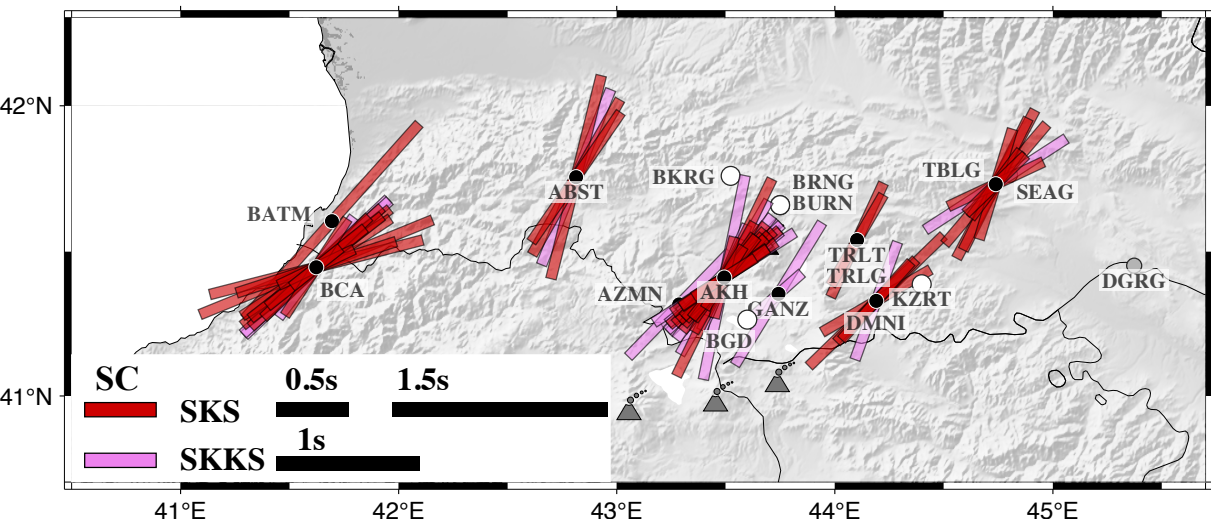 42°N
41°N
BATM
BCA
ABST
BKRG
BRNG
BURN
TBLG
SEAG
TRLT
TRLG
DGRG
AZMN
AKH
GANZ
KZRT
DMNI
BGD
SC
0.5s
1.5s
SKS
1s
SKKS
41°E
42°E
43°E
44°E
45°E